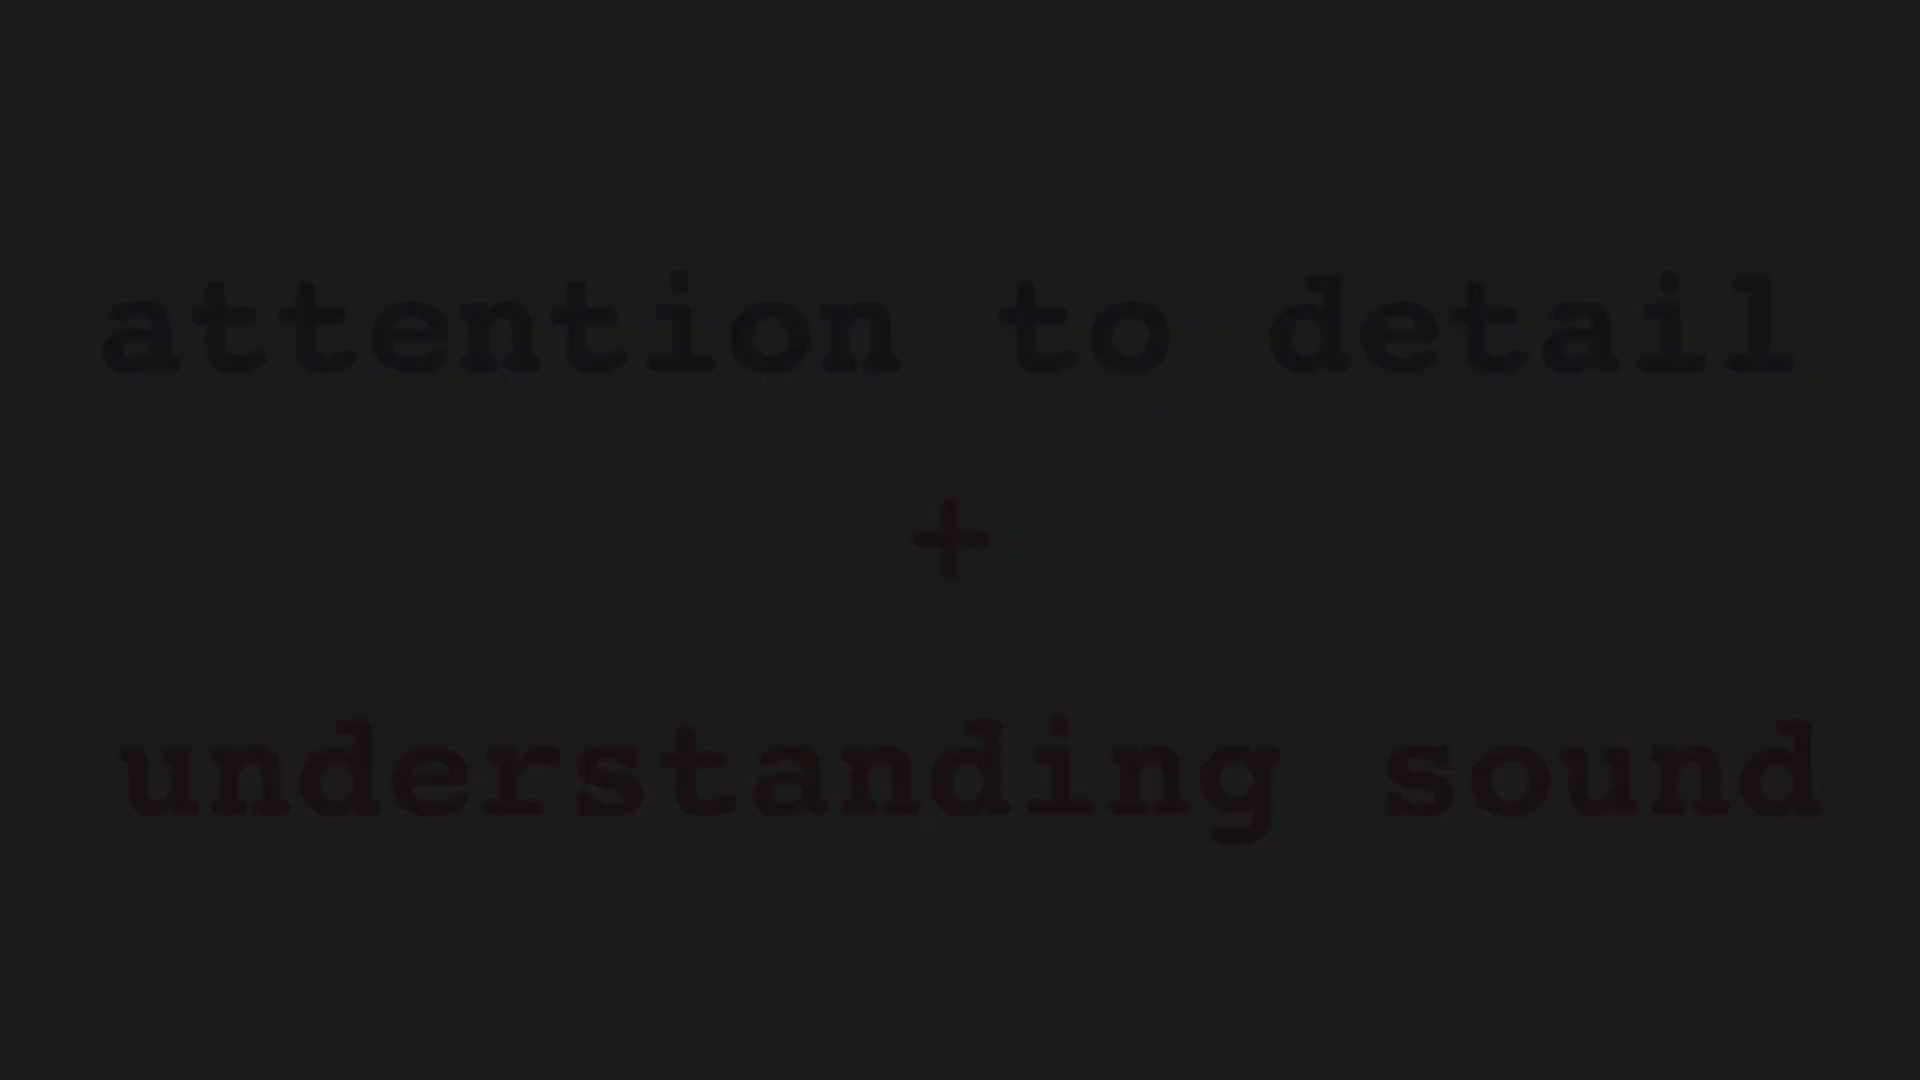 attention to detail
+
understanding sound